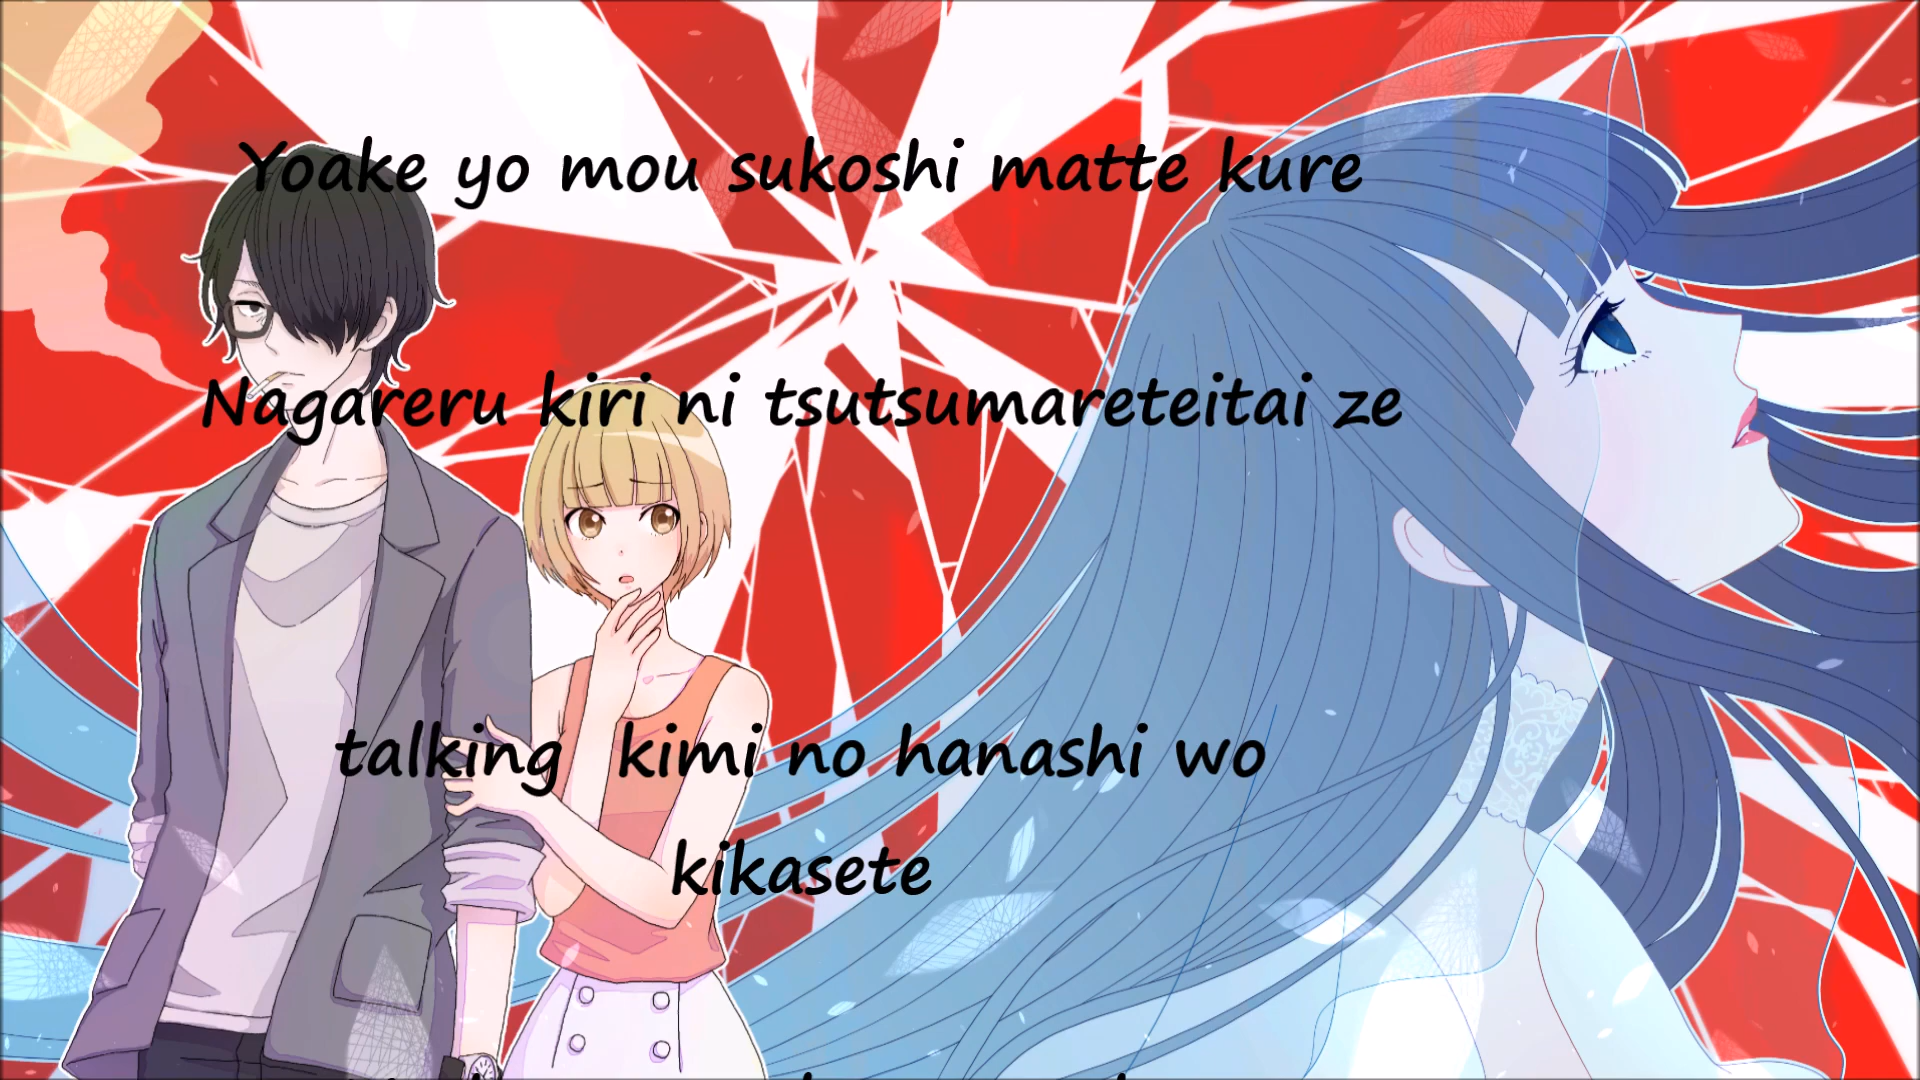 Yoake yo mou sukoshi matte kure
Nagareru kiri ni tsutsumareteitai ze
talking kimi no hanashi wo
kikasete